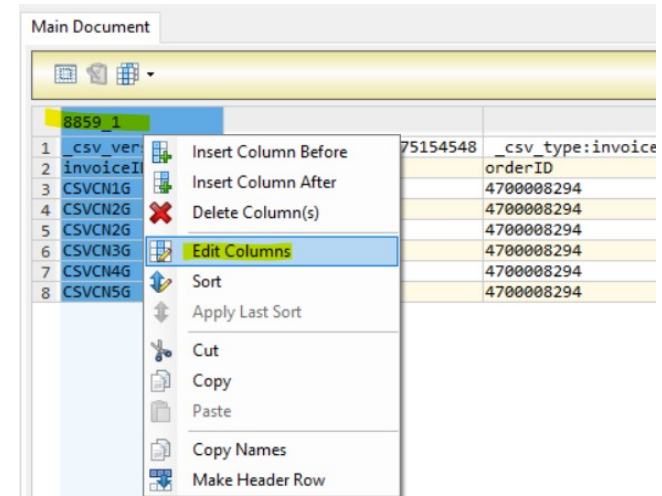 Main Document
8859_1
1 _csv_ver 75154548 _csv_type:invoice
2 invoiceI orderID
3 CSVCN1G 4700008294
4 CSVCN2G 4700008294
5 CSVCN2G 4700008294
6 CSVCN3G 4700008294
7 CSVCN4G 4700008294
8 CSVCN5G 4700008294
Insert Column Before
Insert Column After
Delete Column(s)
Edit Columns
Sort
Apply Last Sort
Cut
Copy
Paste
Copy Names
Make Header Row